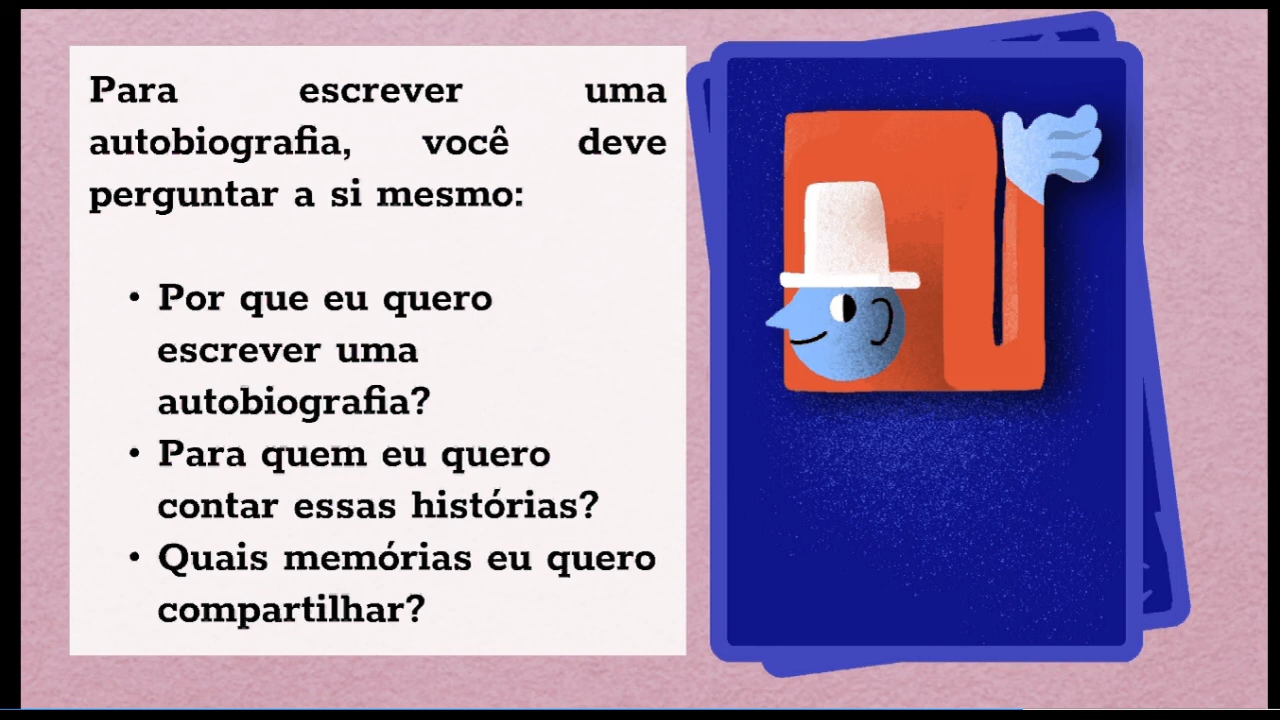 Para escrever uma
autobiografia, você deve
perguntar a si mesmo:
• Por que eu quero
escrever uma
autobiografia?
• Para quem eu quero
contar essas histórias?
• Quais memórias eu quero
compartilhar?